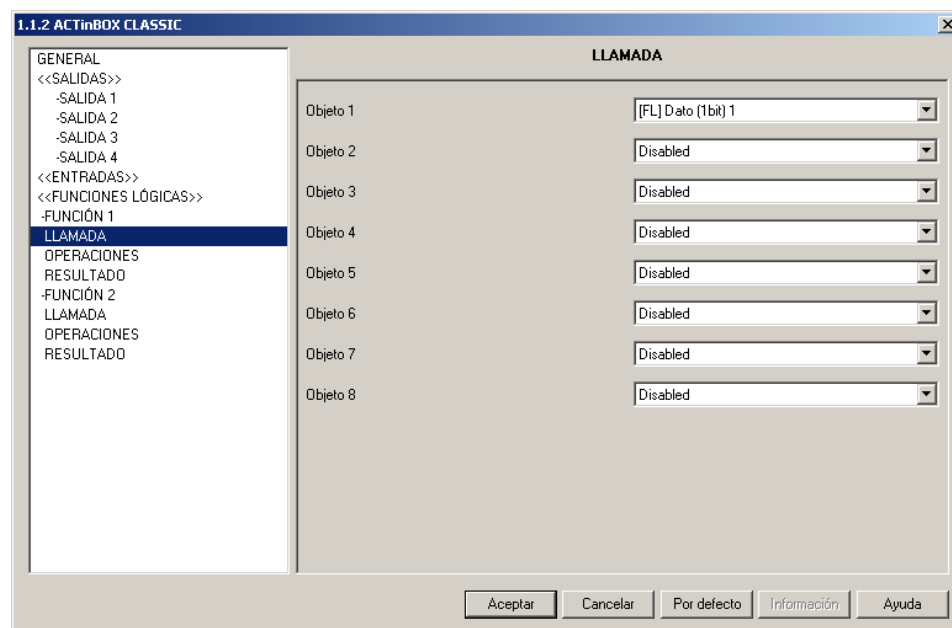 1.1.2 ACTinBOX CLASSIC
GENERAL
<<SALIDAS>>
-SALIDA 1
-SALIDA 2
-SALIDA 3
-SALIDA 4
<<ENTRADAS>>
<<FUNCIONES LÓGICAS>>
-FUNCIÓN 1
LLAMADA
OPERACIONES
RESULTADO
-FUNCIÓN 2
LLAMADA
OPERACIONES
RESULTADO
LLAMADA
Objeto 1 [FL] Dato (1bit) 1
Objeto 2 Disabled
Objeto 3 Disabled
Objeto 4 Disabled
Objeto 5 Disabled
Objeto 6 Disabled
Objeto 7 Disabled
Objeto 8 Disabled
Aceptar Cancelar Por defecto Información Ayuda